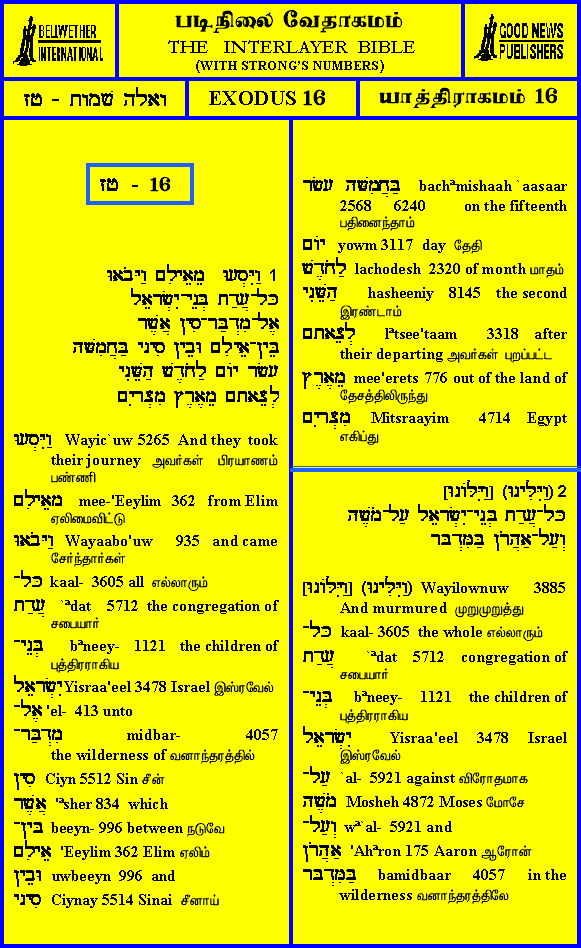 BELLWETHER
INTERNATIONAL
படிநிலை வேதாகமம்
THE INTERLAYER BIBLE
(WITH STRONG'S NUMBERS)
GOOD NEWS
PUBLISHERS
ואלה שמות - טז
EXODUS 16
யாத்திராகமம் 16
טז - 16
1 וַיִּסְעוּ מֵאֵילִם וַיָּבֹאוּ
כָּל־עֲדַת בְּנֵי־יִשְׂרָאֵל
אֶל־מִדְבַּר־סִין אֲשֶׁר
בֵּין־אֵילִם וּבֵין סִינָי בַּחֲמִשָּׁה
עָשָׂר יוֹם לַחֹדֶשׁ הַשֵּׁנִי
לְצֵאתָם מֵאֶרֶץ מִצְרָיִם
וַיִּסְעוּ Wayic`uw 5265 And they took
their journey அவர்கள் பிரயாணம்
பண்ணி
מֵאֵילִם mee-'Eeylim 362 from Elim
ஏலிமைவிட்டு
וַיָּבֹאוּ Wayaabo'uw 935 and came
சேர்ந்தார்கள்
כָּל־ kaal- 3605 all எல்லாரும்
עֲדַת `ªdat 5712 the congregation of
சபையார்
בְּנֵי־ bªneey- 1121 the children of
புத்திரராகிய
יִשְׂרָאֵל Yisraa'eel 3478 Israel இஸ்ரவேல்
אֶל־ 'el- 413 unto
מִדְבַּר־ midbar- 4057
the wilderness of வனாந்தரத்தில்
סִין Ciyn 5512 Sin சீன்
אֲשֶׁר 'ªsher 834 which
בֵּין־ beeyn- 996 between நடுவே
אֵילִם 'Eeylim 362 Elim ஏலிம்
וּבֵין uwbeeyn 996 and
סִינָי Ciynay 5514 Sinai சீனாய்
בַּחֲמִשָּׁה עָשָׂר bachªmishaah `aasaar
2568 6240 on the fifteenth
பதினைந்தாம்
יוֹם yowm 3117 day தேதி
לַחֹדֶשׁ lachodesh 2320 of month மாதம்
הַשֵּׁנִי hasheeniy 8145 the second
இரண்டாம்
לְצֵאתָם lªtsee'taam 3318 after
their departing அவர்கள் புறப்பட்ட
מֵאֶרֶץ mee'erets 776 out of the land of
தேசத்திலிருந்து
מִצְרָיִם Mitsraayim 4714 Egypt
எகிப்து
2 (וַיִּלִּינוּ) [וַיִּלּוֹנוּ]
כָּל־עֲדַת בְּנֵי־יִשְׂרָאֵל עַל־מֹשֶׁה
וְעַל־אַהֲרֹן בַּמִּדְבָּר
(וַיִּלִּינוּ) [וַיִּלּוֹנוּ] Wayilownuw 3885
And murmured முறுமுறுத்து
כָּל־ kaal- 3605 the whole எல்லாரும்
עֲדַת `ªdat 5712 congregation of
சபையார்
בְּנֵי־ bªneey- 1121 the children of
புத்திரராகிய
יִשְׂרָאֵל Yisraa'eel 3478 Israel
இஸ்ரவேல்
עַל־ `al- 5921 against விரோதமாக
מֹשֶׁה Mosheh 4872 Moses மோசே
וְעַל־ wª`al- 5921 and
אַהֲרֹן 'Ahªron 175 Aaron ஆரோன்
בַּמִּדְבָּר bamidbaar 4057 in the
wilderness வனாந்தரத்திலே